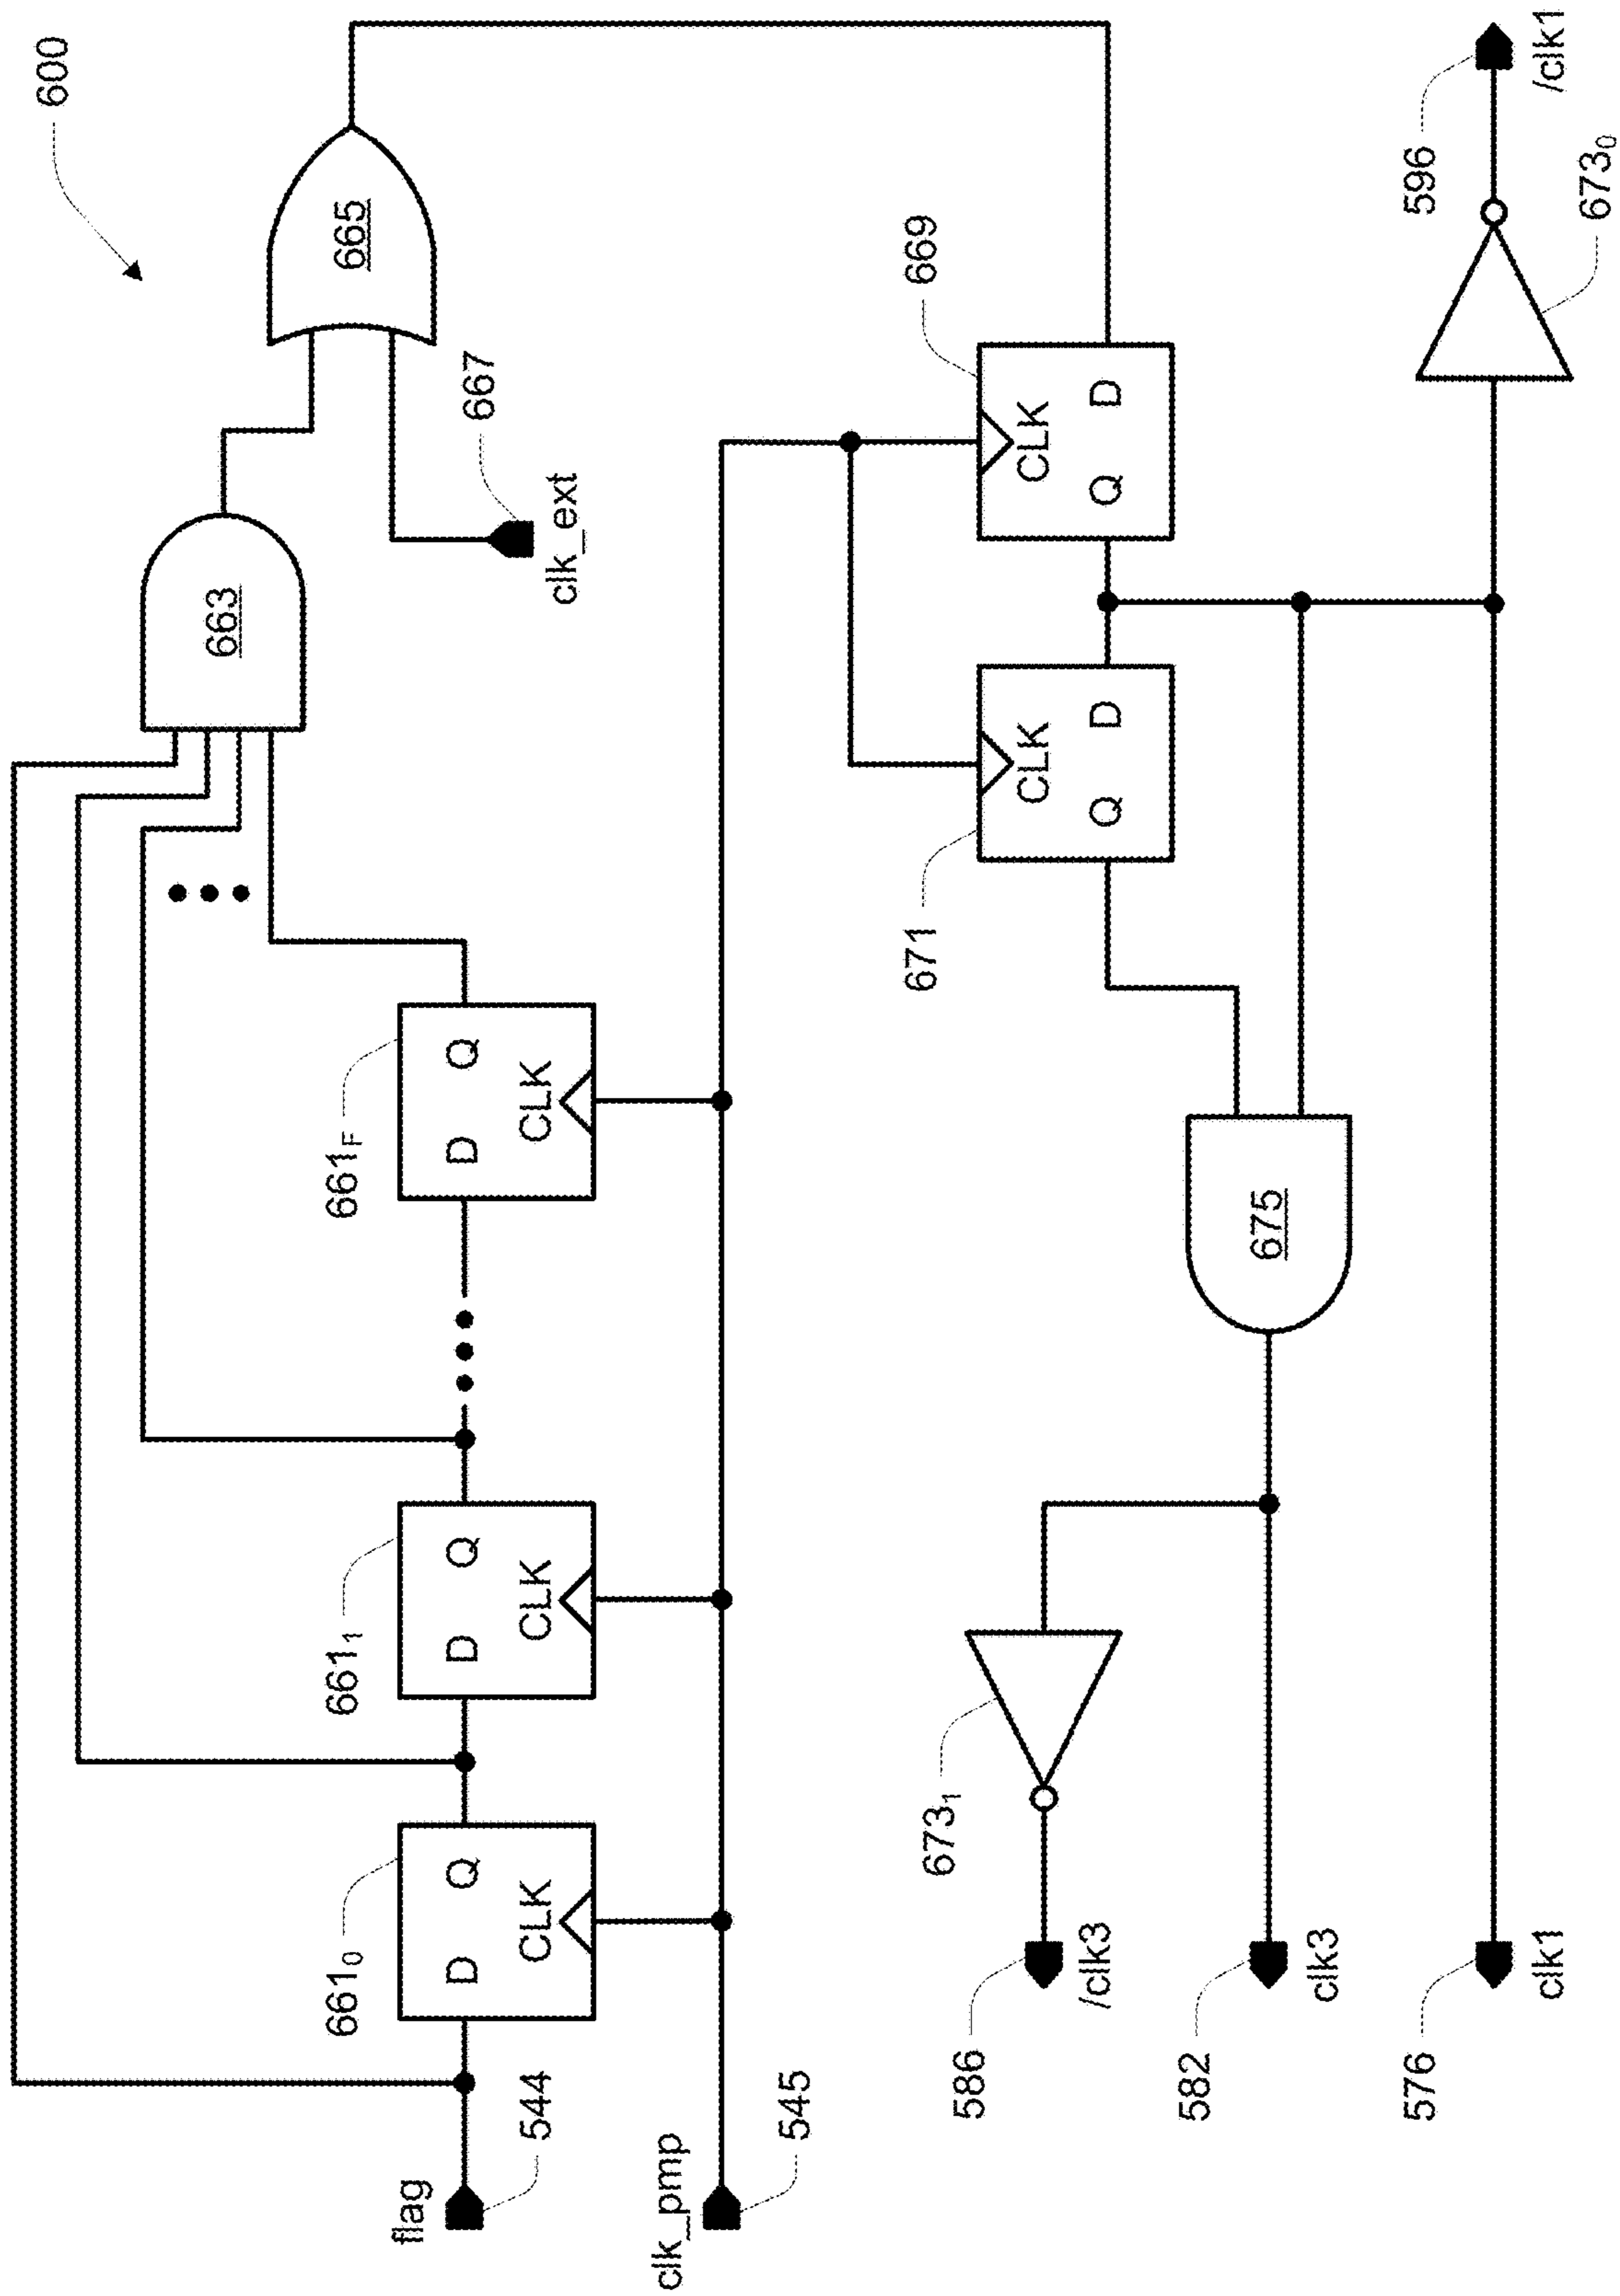 600
663
665
667
clk_ext
661₀
D Q
CLK
661₁
D Q
CLK
661F
D Q
CLK
flag
544
clk_pmp
545
671
Q D
CLK
669
Q D
CLK
673₁
586
/clk3
675
582
clk3
576
clk1
596
/clk1
673₀